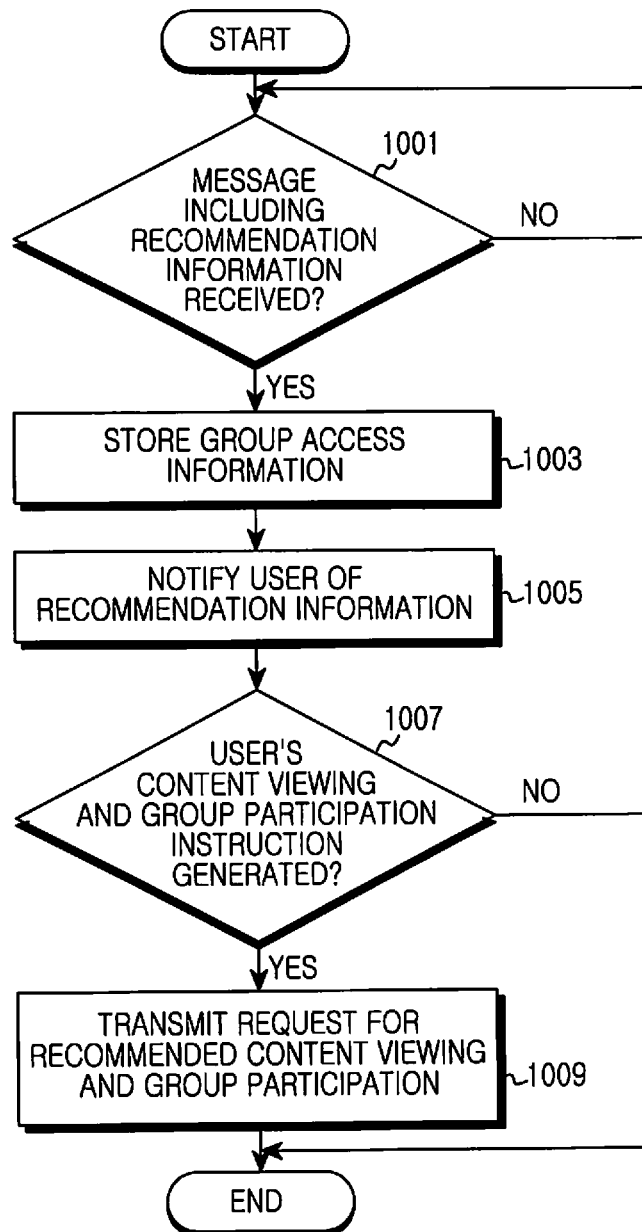 START
1001
MESSAGE
INCLUDING
RECOMMENDATION
INFORMATION
RECEIVED?
NO
YES
STORE GROUP ACCESS
INFORMATION
1003
NOTIFY USER OF
RECOMMENDATION INFORMATION
1005
1007
USER'S
CONTENT VIEWING
AND GROUP PARTICIPATION
INSTRUCTION
GENERATED?
NO
YES
TRANSMIT REQUEST FOR
RECOMMENDED CONTENT VIEWING
AND GROUP PARTICIPATION
1009
END